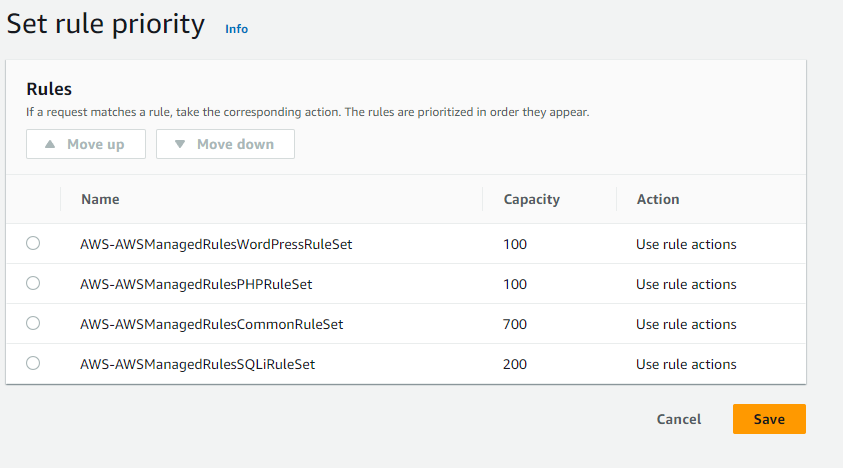 Set rule priority Info
Rules
If a request matches a rule, take the corresponding action. The rules are prioritized in order they appear.
Move up Move down
Name Capacity Action
AWS-AWSManagedRulesWordPressRuleSet 100 Use rule actions
AWS-AWSManagedRulesPHPRuleSet 100 Use rule actions
AWS-AWSManagedRulesCommonRuleSet 700 Use rule actions
AWS-AWSManagedRulesSQLiRuleSet 200 Use rule actions
Cancel Save